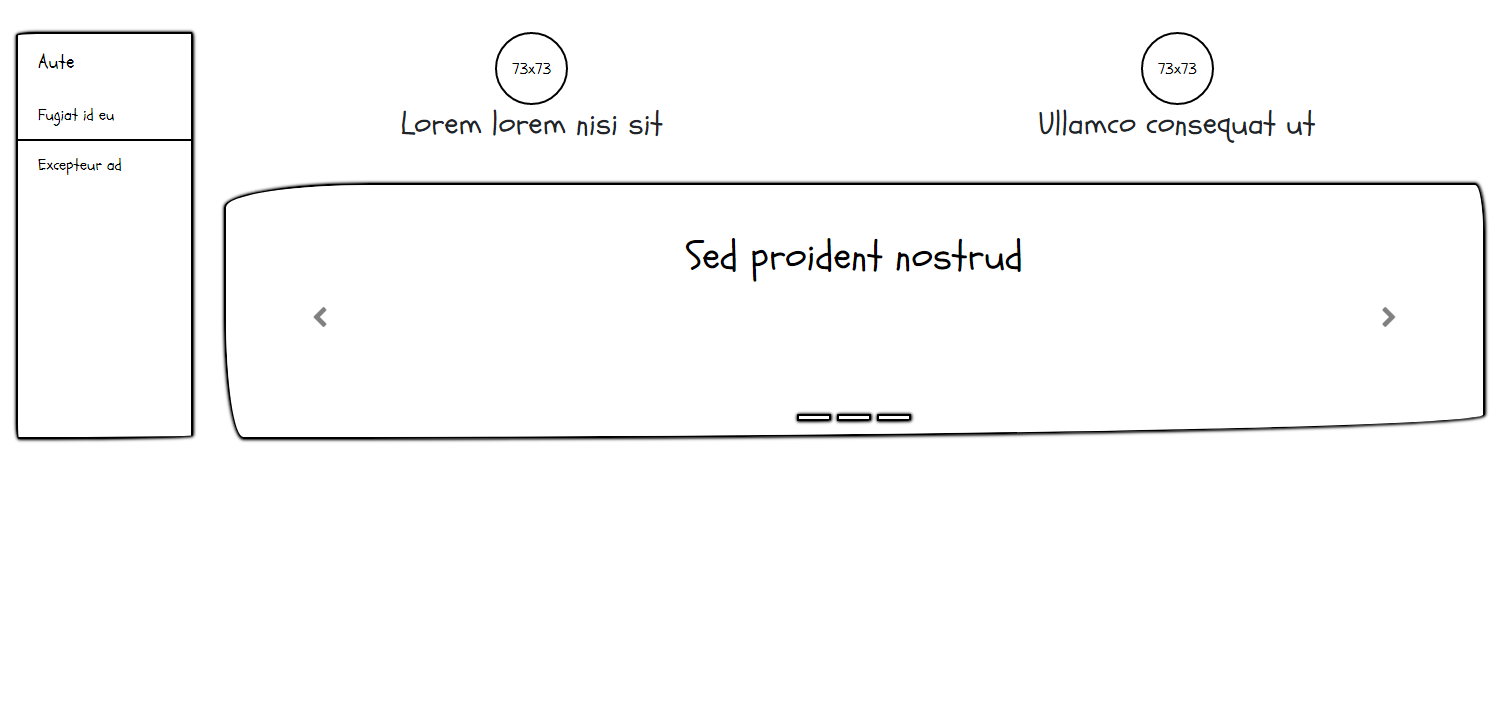 Aute
Fugiat id eu
Excepteur ad
73x73
Lorem lorem nisi sit
73x73
Ullamco consequat ut
Sed proident nostrud